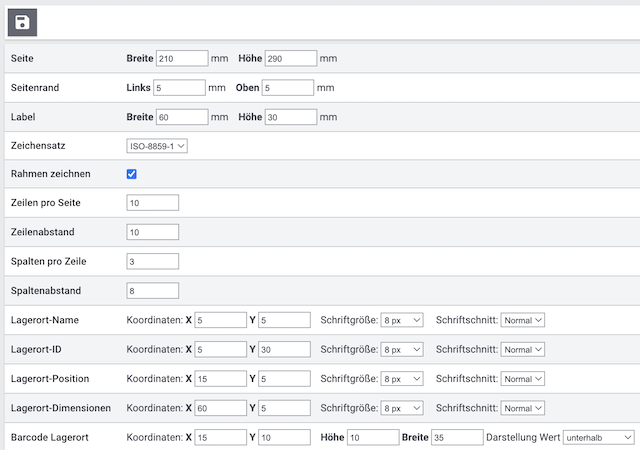 Seite Breite 210 mm Höhe 290 mm
Seitenrand Links 5 mm Oben 5 mm
Label Breite 60 mm Höhe 30 mm
Zeichensatz ISO-8859-1
Rahmen zeichnen
Zeilen pro Seite 10
Zeilenabstand 10
Spalten pro Zeile 3
Spaltenabstand 8
Lagerort-Name Koordinaten: X 5 Y 5 Schriftgröße: 8 px Schriftschnitt: Normal
Lagerort-ID Koordinaten: X 5 Y 30 Schriftgröße: 8 px Schriftschnitt: Normal
Lagerort-Position Koordinaten: X 15 Y 5 Schriftgröße: 8 px Schriftschnitt: Normal
Lagerort-Dimensionen Koordinaten: X 60 Y 5 Schriftgröße: 8 px Schriftschnitt: Normal
Barcode Lagerort Koordinaten: X 15 Y 10 Höhe 10 Breite 35 Darstellung Wert unterhalb